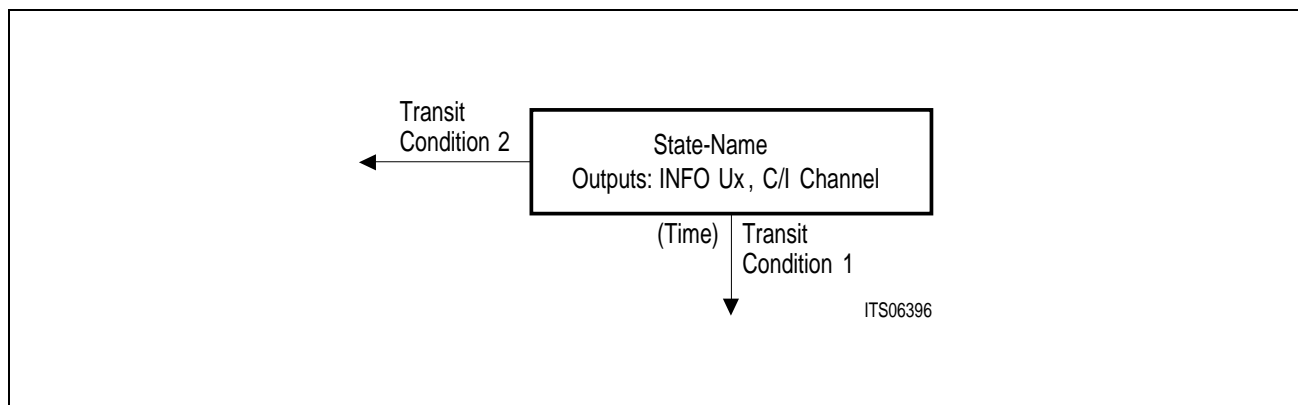 Transit
Condition 2
State-Name
Outputs: INFO Ux, C/I Channel
(Time)
Transit
Condition 1
ITS06396